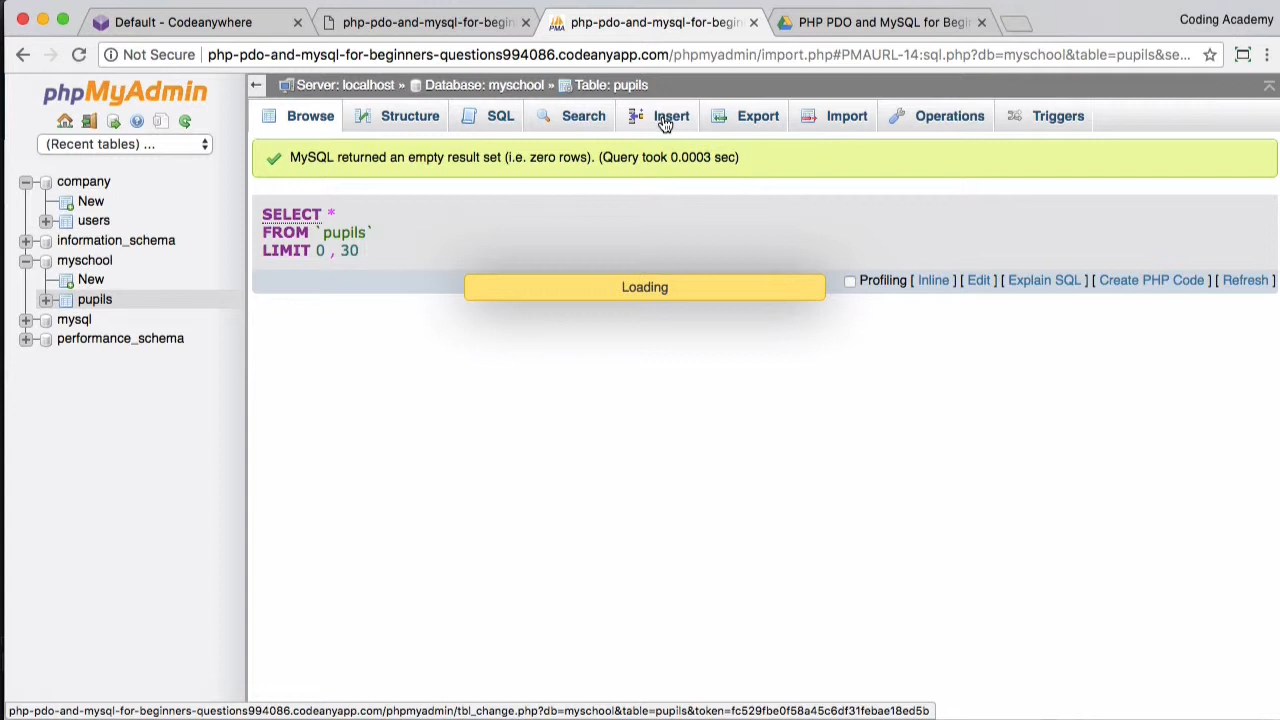 Default - Codeanywhere
php-pdo-and-mysql-for-begin
php-pdo-and-mysql-for-begin
PHP PDO and MySQL for Begin
Coding Academy
Not Secure
php-pdo-and-mysql-for-beginners-questions994086.codeanyapp.com/phpmyadmin/import.php#PMAURL-14:sql.php?db=myschool&table=pupils&se...
phpMyAdmin
(Recent tables) ...
company
New
users
information_schema
myschool
New
pupils
mysql
performance_schema
Server: localhost » Database: myschool » Table: pupils
Browse Structure SQL Search Insert Export Import Operations Triggers
MySQL returned an empty result set (i.e. zero rows). (Query took 0.0003 sec)
SELECT *
FROM `pupils`
LIMIT 0 , 30
Loading
Profiling [ Inline ] [ Edit ] [ Explain SQL ] [ Create PHP Code ] [ Refresh ]
php-pdo-and-mysql-for-beginners-questions994086.codeanyapp.com/phpmyadmin/tbl_change.php?db=myschool&table=pupils&token=fc529fbe0f58a45c6df31febae18ed5b